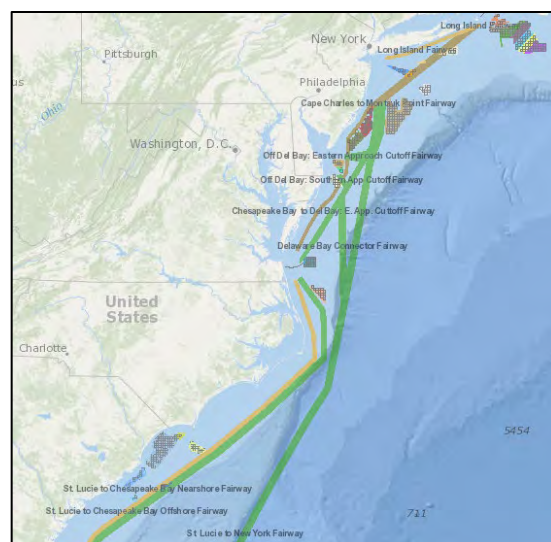 Long Island
New York
Long Island Fairway
Pittsburgh
us
Philadelphia
Cape Charles to Montauk Point Fairway
Ohio
Washington, D.C.
Off Del Bay: Eastern Approach Cutoff Fairway
Off Del Bay: Southern App Cutoff Fairway
Chesapeake Bay to Del Bay: E. App. Cuttoff Fairway
Delaware Bay Connector Fairway
United
States
Charlotte
5454
St. Lucie to Chesapeake Bay Nearshore Fairway
St. Lucie to Chesapeake Bay Offshore Fairway
711
St. Lucie to New York Fairway